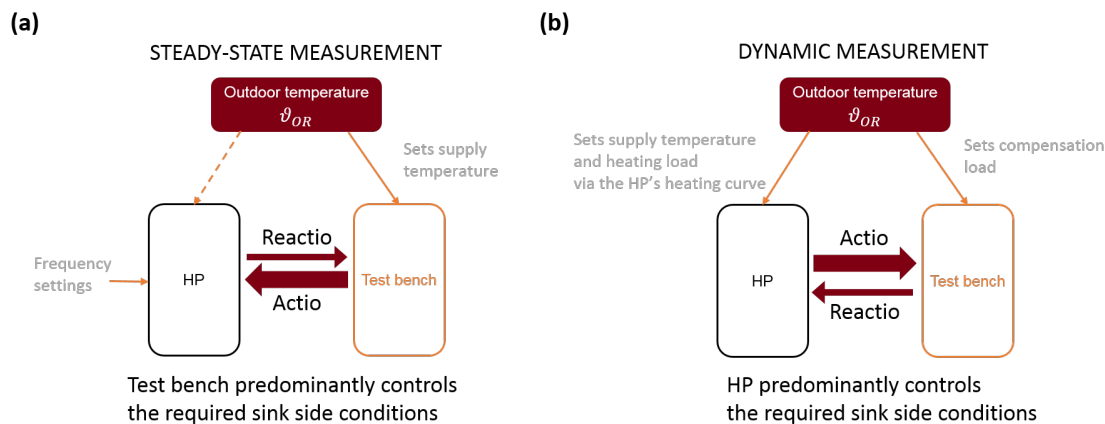 (a)
STEADY-STATE MEASUREMENT
Outdoor temperature
𝜗OR
Sets supply
temperature
Frequency
settings
HP
Reactio
Actio
Test bench
Test bench predominantly controls
the required sink side conditions
(b)
DYNAMIC MEASUREMENT
Outdoor temperature
𝜗OR
Sets supply temperature
and heating load
via the HP's heating curve
Sets compensation
load
HP
Actio
Reactio
Test bench
HP predominantly controls
the required sink side conditions